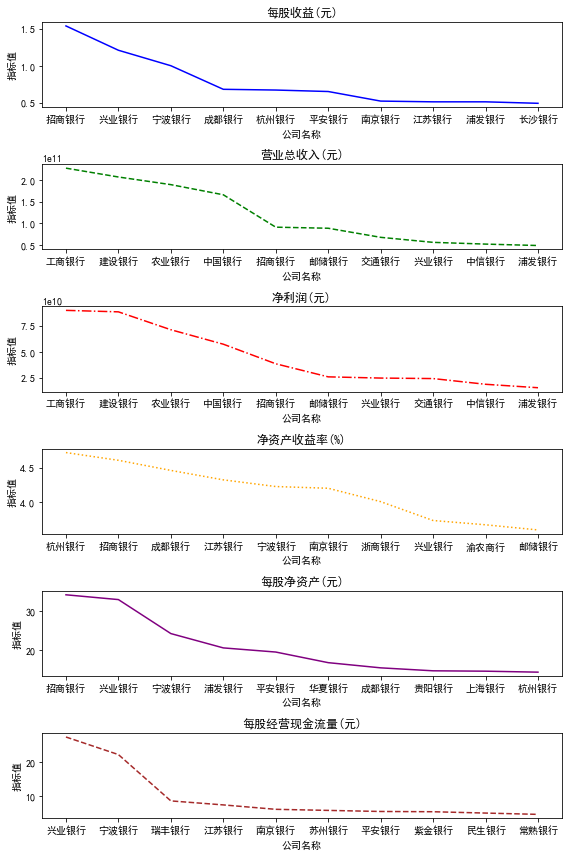 每股收益(元)
1.5
1.0
0.5
指标值
招商银行 兴业银行 宁波银行 成都银行 杭州银行 平安银行 南京银行 江苏银行 浦发银行 长沙银行
公司名称
营业总收入(元)
1e11
2.0
1.5
1.0
0.5
指标值
工商银行 建设银行 农业银行 中国银行 招商银行 邮储银行 交通银行 兴业银行 中信银行 浦发银行
公司名称
净利润(元)
1e10
7.5
5.0
2.5
指标值
工商银行 建设银行 农业银行 中国银行 招商银行 邮储银行 兴业银行 交通银行 中信银行 浦发银行
公司名称
净资产收益率(%)
4.5
4.0
指标值
杭州银行 招商银行 成都银行 江苏银行 宁波银行 南京银行 浙商银行 兴业银行 渝农商行 邮储银行
公司名称
每股净资产(元)
30
20
指标值
招商银行 兴业银行 宁波银行 浦发银行 平安银行 华夏银行 成都银行 贵阳银行 上海银行 杭州银行
公司名称
每股经营现金流量(元)
20
10
指标值
兴业银行 宁波银行 瑞丰银行 江苏银行 南京银行 苏州银行 平安银行 紫金银行 民生银行 常熟银行
公司名称